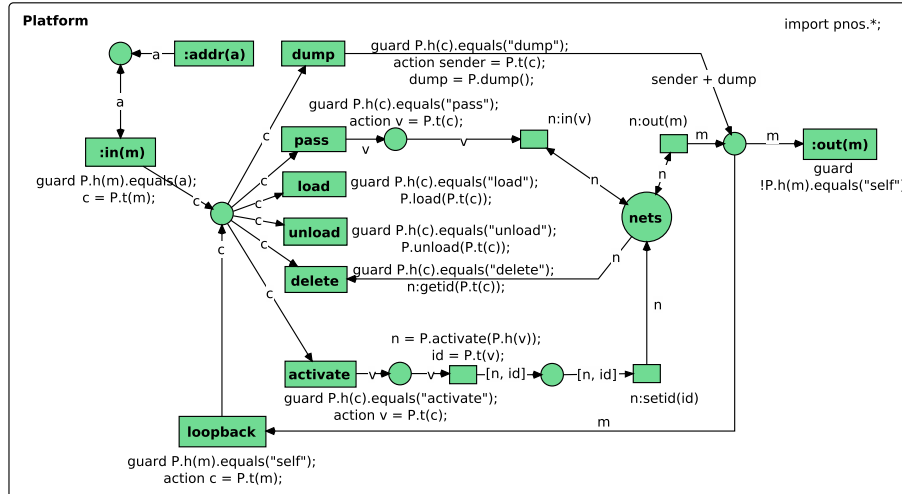 Platform
import pnos.*;
:addr(a)
a
a
:in(m)
guard P.h(m).equals(a);
c = P.t(m);
c
dump
guard P.h(c).equals("dump");
action sender = P.t(c);
dump = P.dump();
sender + dump
c
guard P.h(c).equals("pass");
action v = P.t(c);
pass
v
v
n:in(v)
n:out(m)
m
m
:out(m)
guard
!P.h(m).equals("self")
c
load
guard P.h(c).equals("load");
P.load(P.t(c));
c
n
n
nets
unload
guard P.h(c).equals("unload");
P.unload(P.t(c));
c
c
delete
guard P.h(c).equals("delete");
n:getid(P.t(c));
n
c
c
n
n = P.activate(P.h(v));
id = P.t(v);
activate
v
v
[n, id]
[n, id]
n:setid(id)
guard P.h(c).equals("activate");
action v = P.t(c);
m
loopback
guard P.h(m).equals("self");
action c = P.t(m);